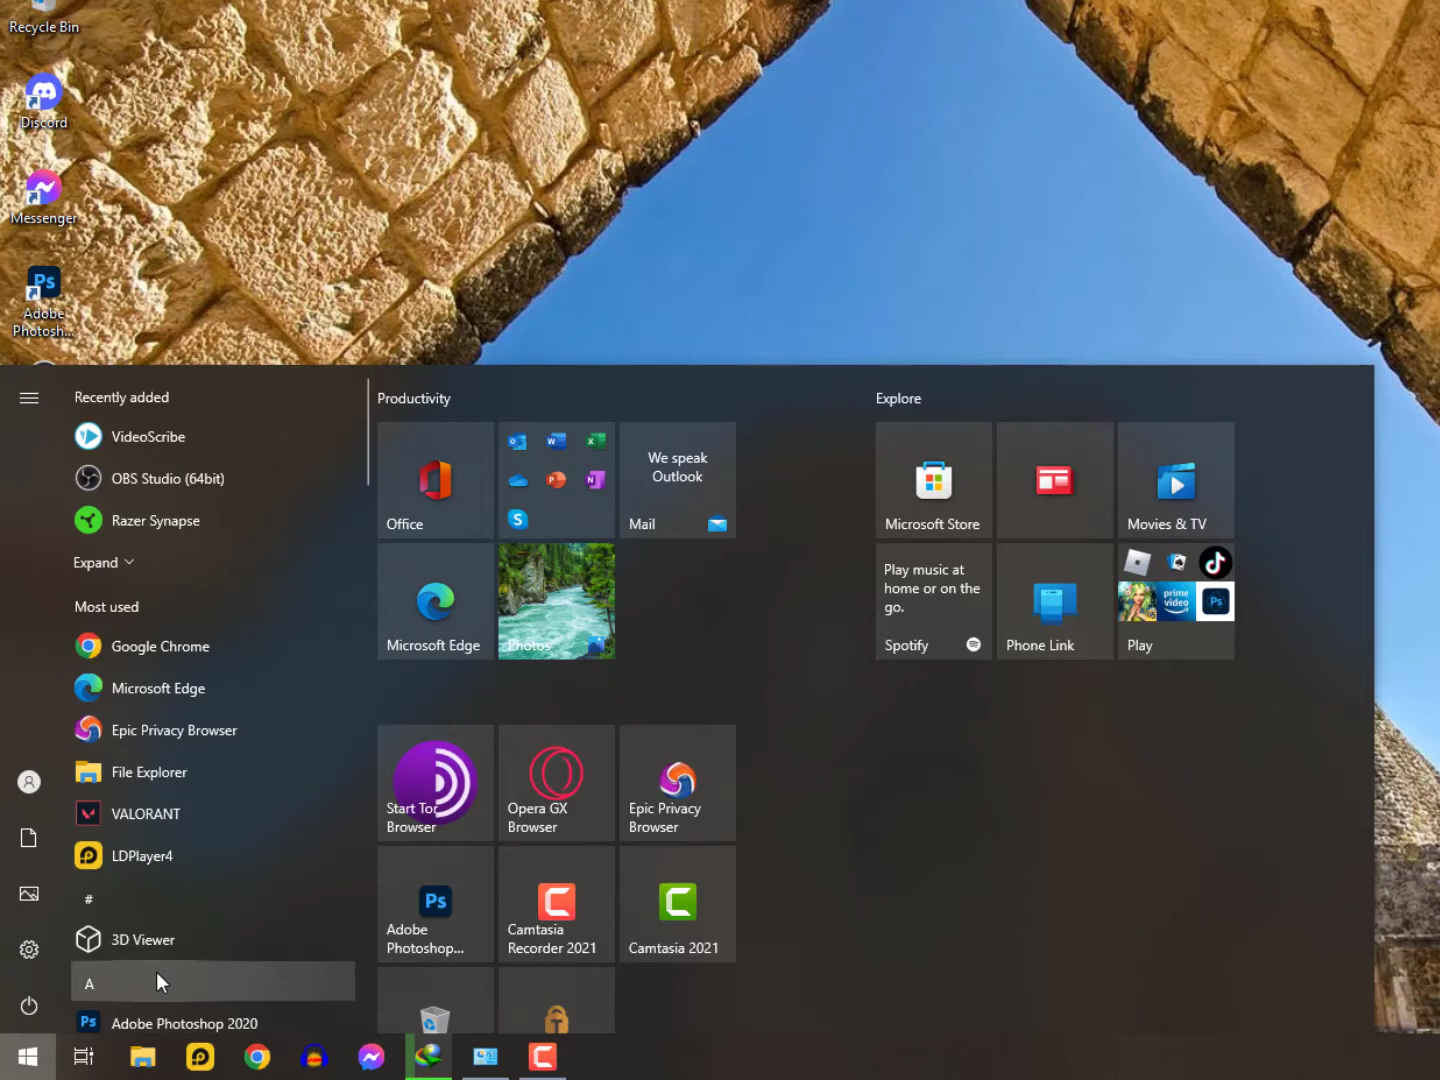 Recycle Bin
Discord
Messenger
Ps
Adobe
Photosh...
Recently added
VideoScribe
OBS Studio (64bit)
Razer Synapse
Expand
Most used
Google Chrome
Microsoft Edge
Epic Privacy Browser
File Explorer
VALORANT
LDPlayer4
#
3D Viewer
A
Ps
Adobe Photoshop 2020
Productivity
Office
We speak
Outlook
Mail
Microsoft Edge
Photos
Start Tor
Browser
Opera GX
Browser
Epic Privacy
Browser
Ps
Adobe
Photoshop...
Camtasia
Recorder 2021
Camtasia 2021
Explore
Microsoft Store
Movies & TV
Play music at
home or on the
go.
Spotify
Phone Link
prime
video
Ps
Play